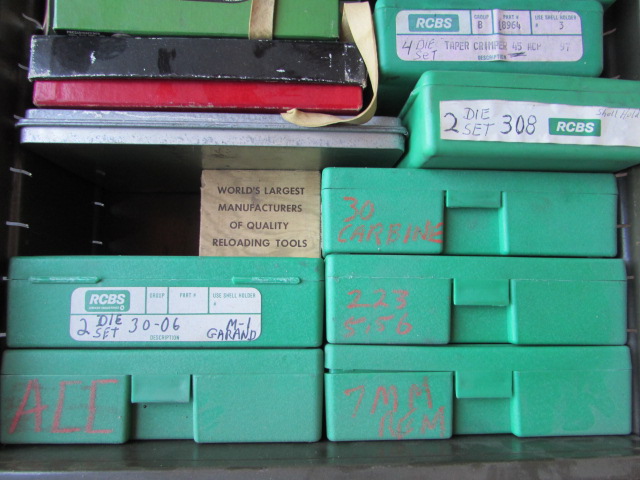 RCBS
GROUP PART # USE SHELL HOLDER
B # 3
4 DIE SET TAPER CRIMPER 45 ACP
DESCRIPTION
2 DIE SET 308 RCBS
WORLD'S LARGEST
MANUFACTURERS
OF QUALITY
RELOADING TOOLS
30
CARBINE
RCBS
GROUP PART # USE SHELL HOLDER
#
2 DIE SET 30-06 M-1 GARAND
DESCRIPTION
223
5.56
ACC
7MM